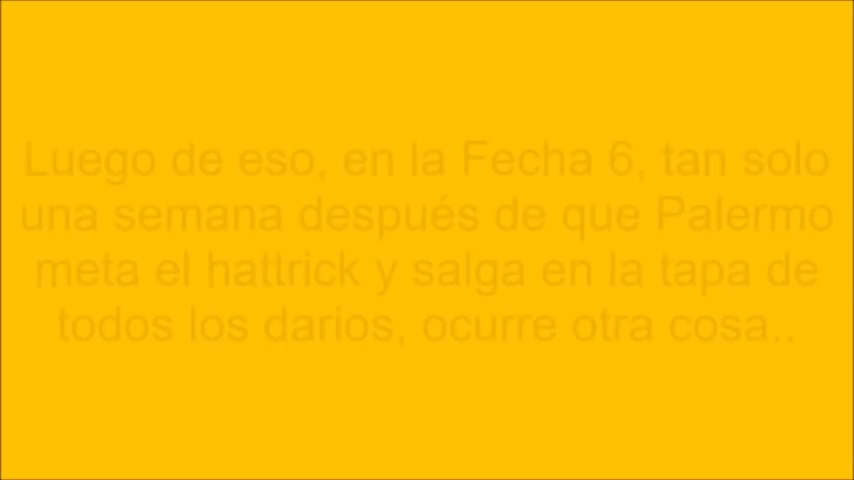 Luego de eso, en la Fecha 6, tan solo
una semana después de que Palermo
meta el hattrick y salga en la tapa de
todos los darios, ocurre otra cosa..